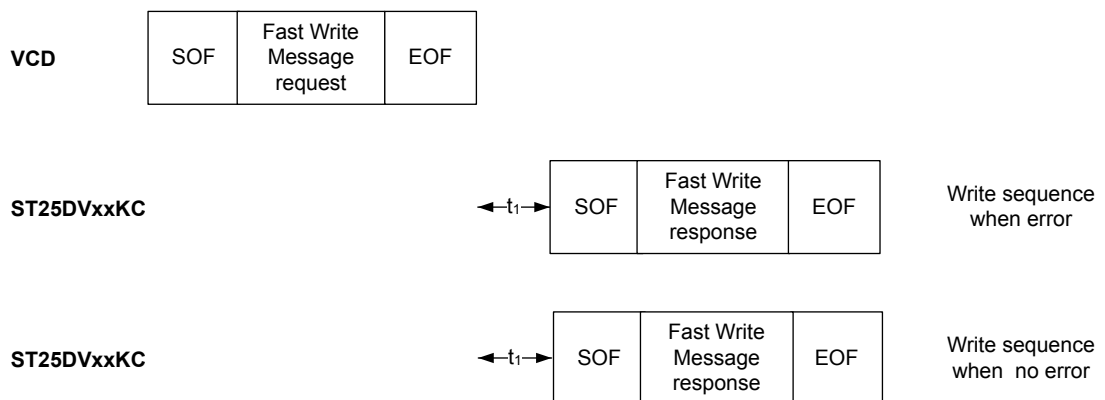 VCD
SOF
Fast Write
Message
request
EOF
ST25DVxxKC
t1
SOF
Fast Write
Message
response
EOF
Write sequence
when error
ST25DVxxKC
t1
SOF
Fast Write
Message
response
EOF
Write sequence
when no error